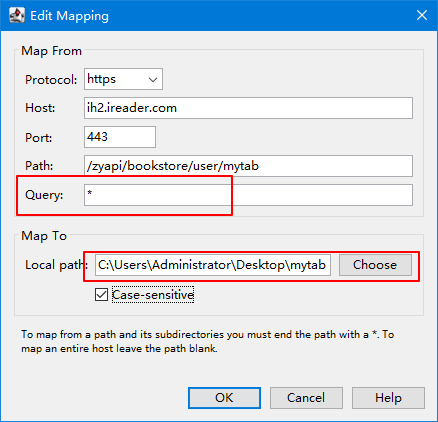 Edit Mapping
Map From
Protocol: https
Host: ih2.ireader.com
Port: 443
Path: /zyapi/bookstore/user/mytab
Query: *
Map To
Local path: C:\Users\Administrator\Desktop\mytab Choose
Case-sensitive
To map from a path and its subdirectories you must end the path with a *. To
map an entire host leave the path blank.
OK Cancel Help